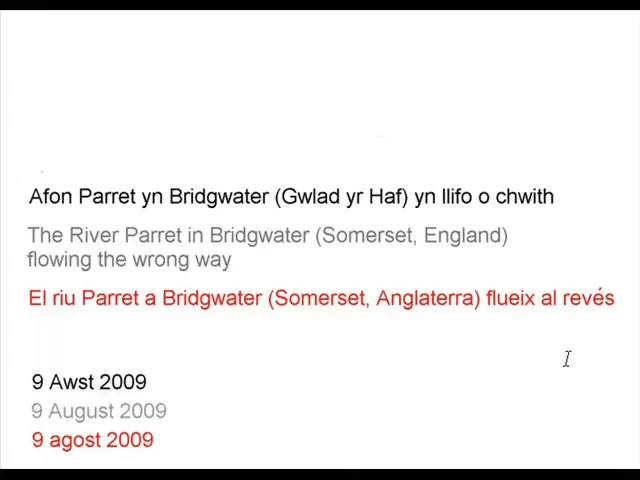 Afon Parret yn Bridgwater (Gwlad yr Haf) yn llifo o chwith
The River Parret in Bridgwater (Somerset, England)
flowing the wrong way
El riu Parret a Bridgwater (Somerset, Anglaterra) flueix al revés
9 Awst 2009
9 August 2009
9 agost 2009